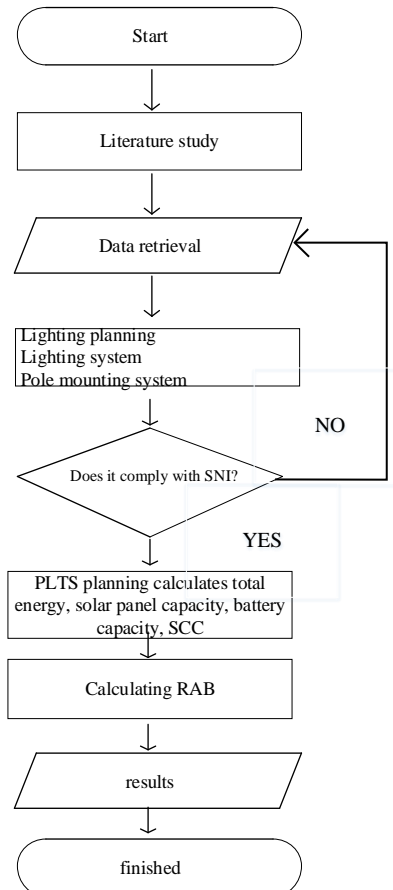 Start
Literature study
Data retrieval
Lighting planning
Lighting system
Pole mounting system
NO
Does it comply with SNI?
YES
PLTS planning calculates total
energy, solar panel capacity, battery
capacity, SCC
Calculating RAB
results
finished